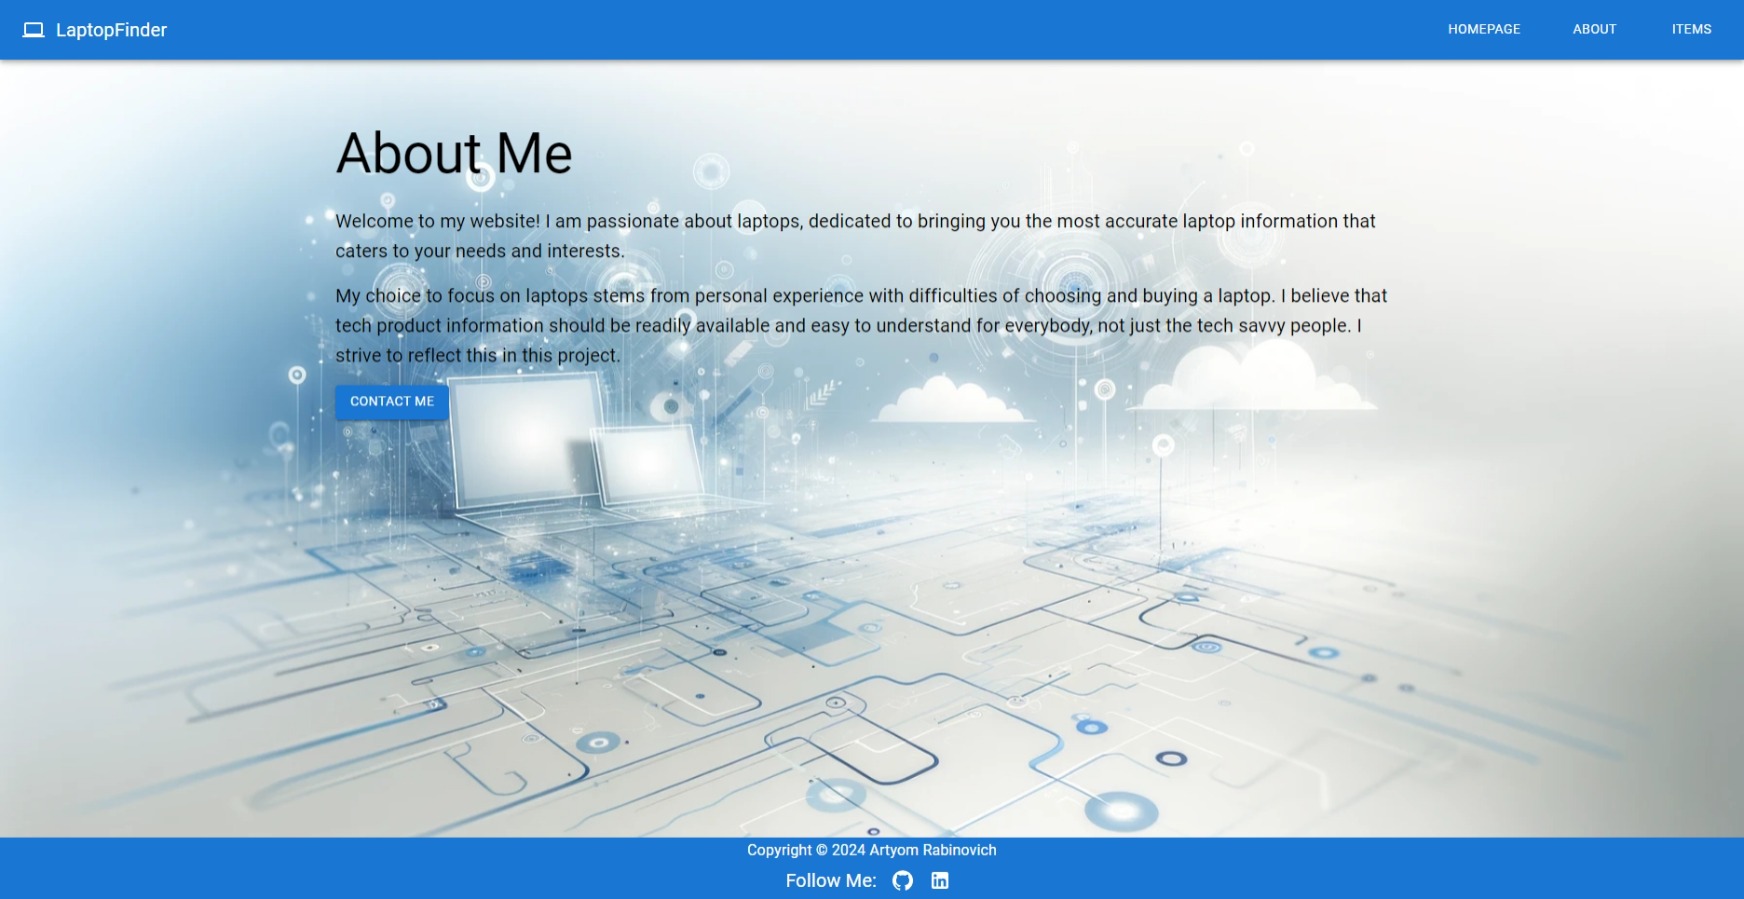 LaptopFinder
HOMEPAGE
ABOUT
ITEMS
About Me
Welcome to my website! I am passionate about laptops, dedicated to bringing you the most accurate laptop information that
caters to your needs and interests.
My choice to focus on laptops stems from personal experience with difficulties of choosing and buying a laptop. I believe that
tech product information should be readily available and easy to understand for everybody, not just the tech savvy people. I
strive to reflect this in this project.
CONTACT ME
Copyright © 2024 Artyom Rabinovich
Follow Me: